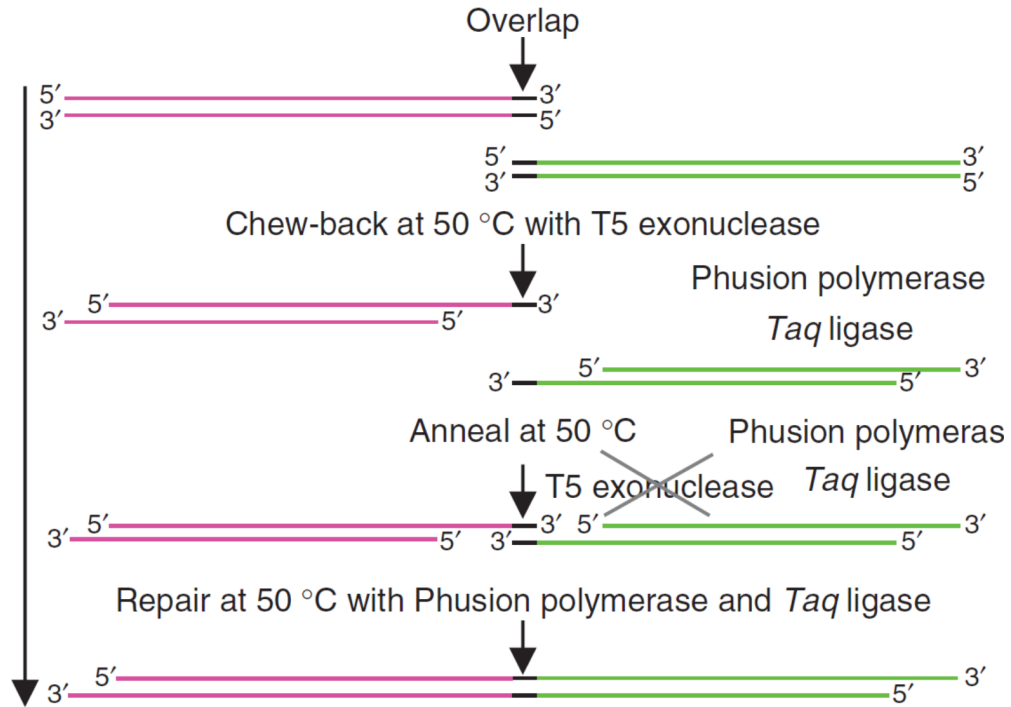 Overlap
5′ 3′
3′ 5′
5′ 3′
3′ 5′
Chew-back at 50 °C with T5 exonuclease
Phusion polymerase
5′ 3′
3′ 5′
Taq ligase
5′ 3′
3′ 5′
Anneal at 50 °C Phusion polymeras
T5 exonuclease Taq ligase
5′ 3′ 5′ 3′
3′ 5′ 3′ 5′
Repair at 50 °C with Phusion polymerase and Taq ligase
5′ 3′
3′ 5′